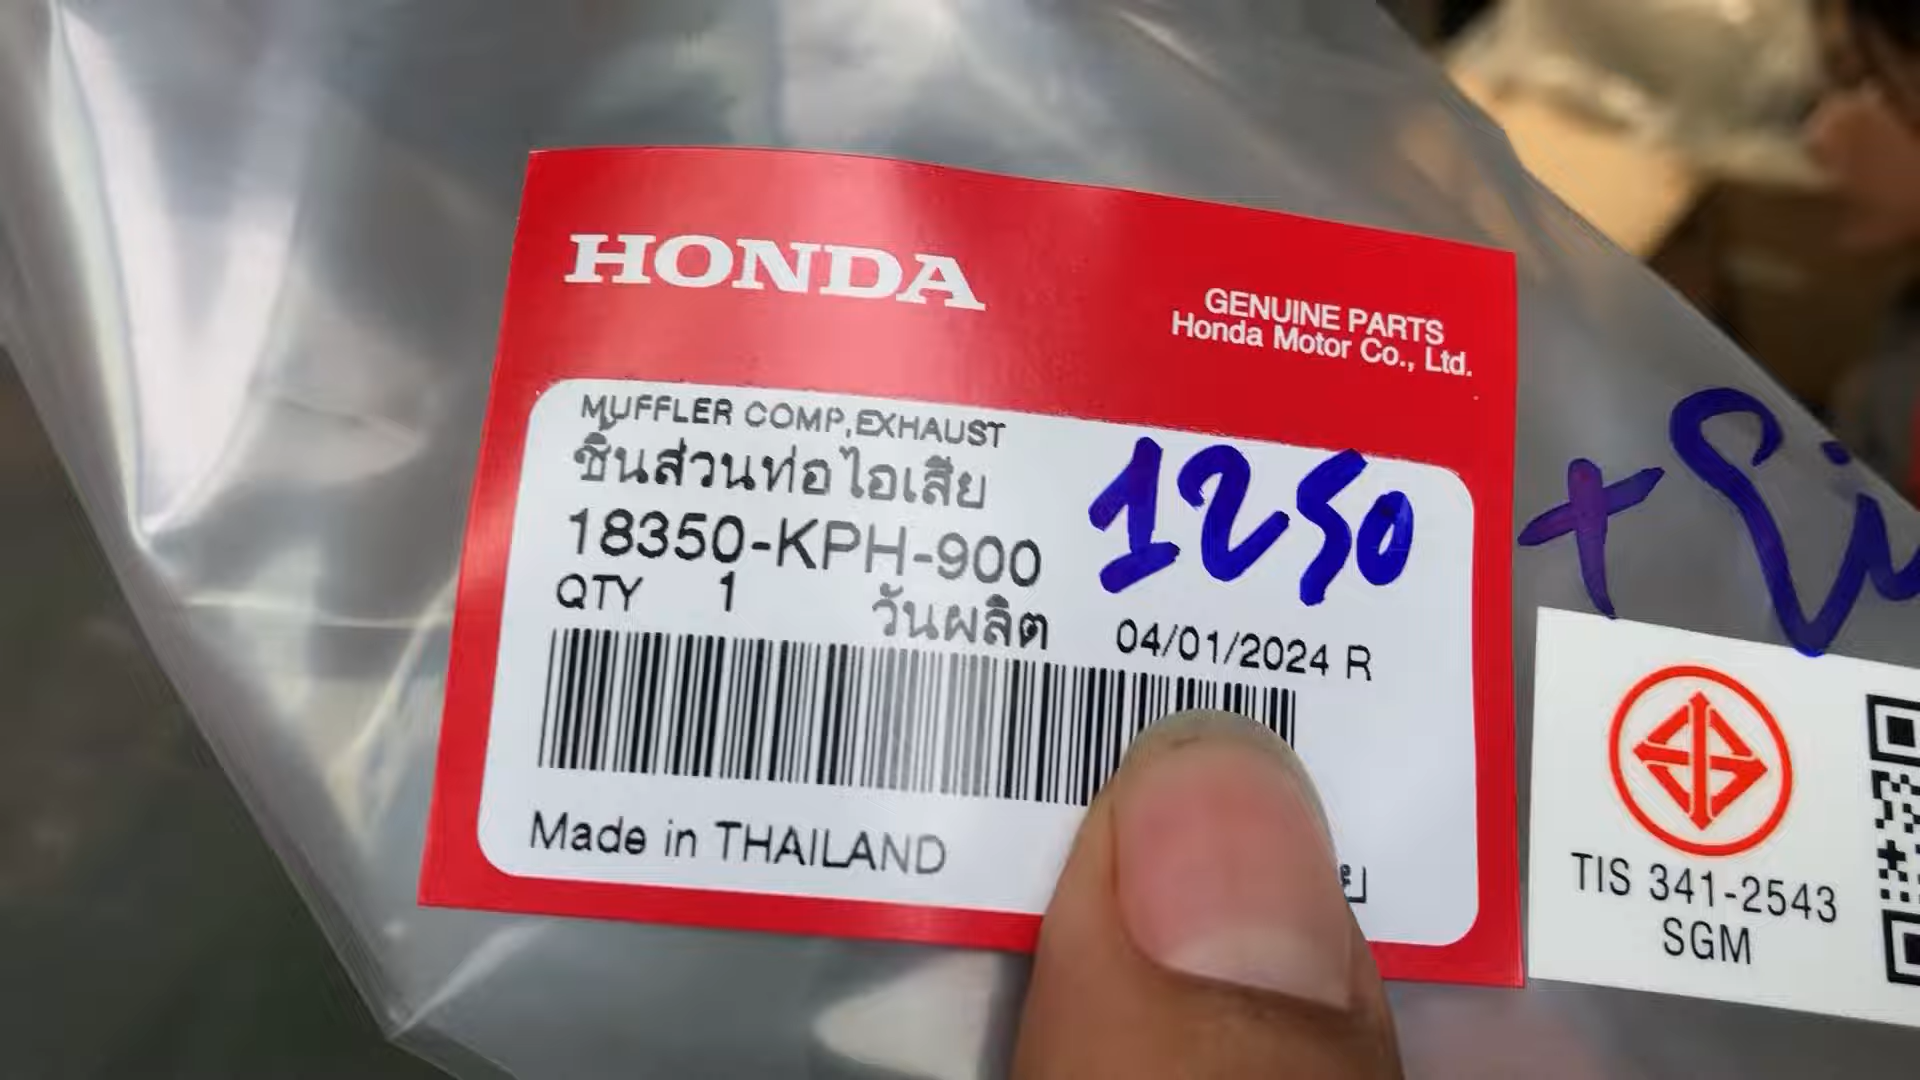 HONDA
GENUINE PARTS
Honda Motor Co., Ltd.
MUFFLER COMP,EXHAUST
ชิ้นส่วนท่อไอเสีย
1250
18350-KPH-900
QTY 1
วันผลิต 04/01/2024 R
Made in THAILAND
TIS 341-2543
SGM